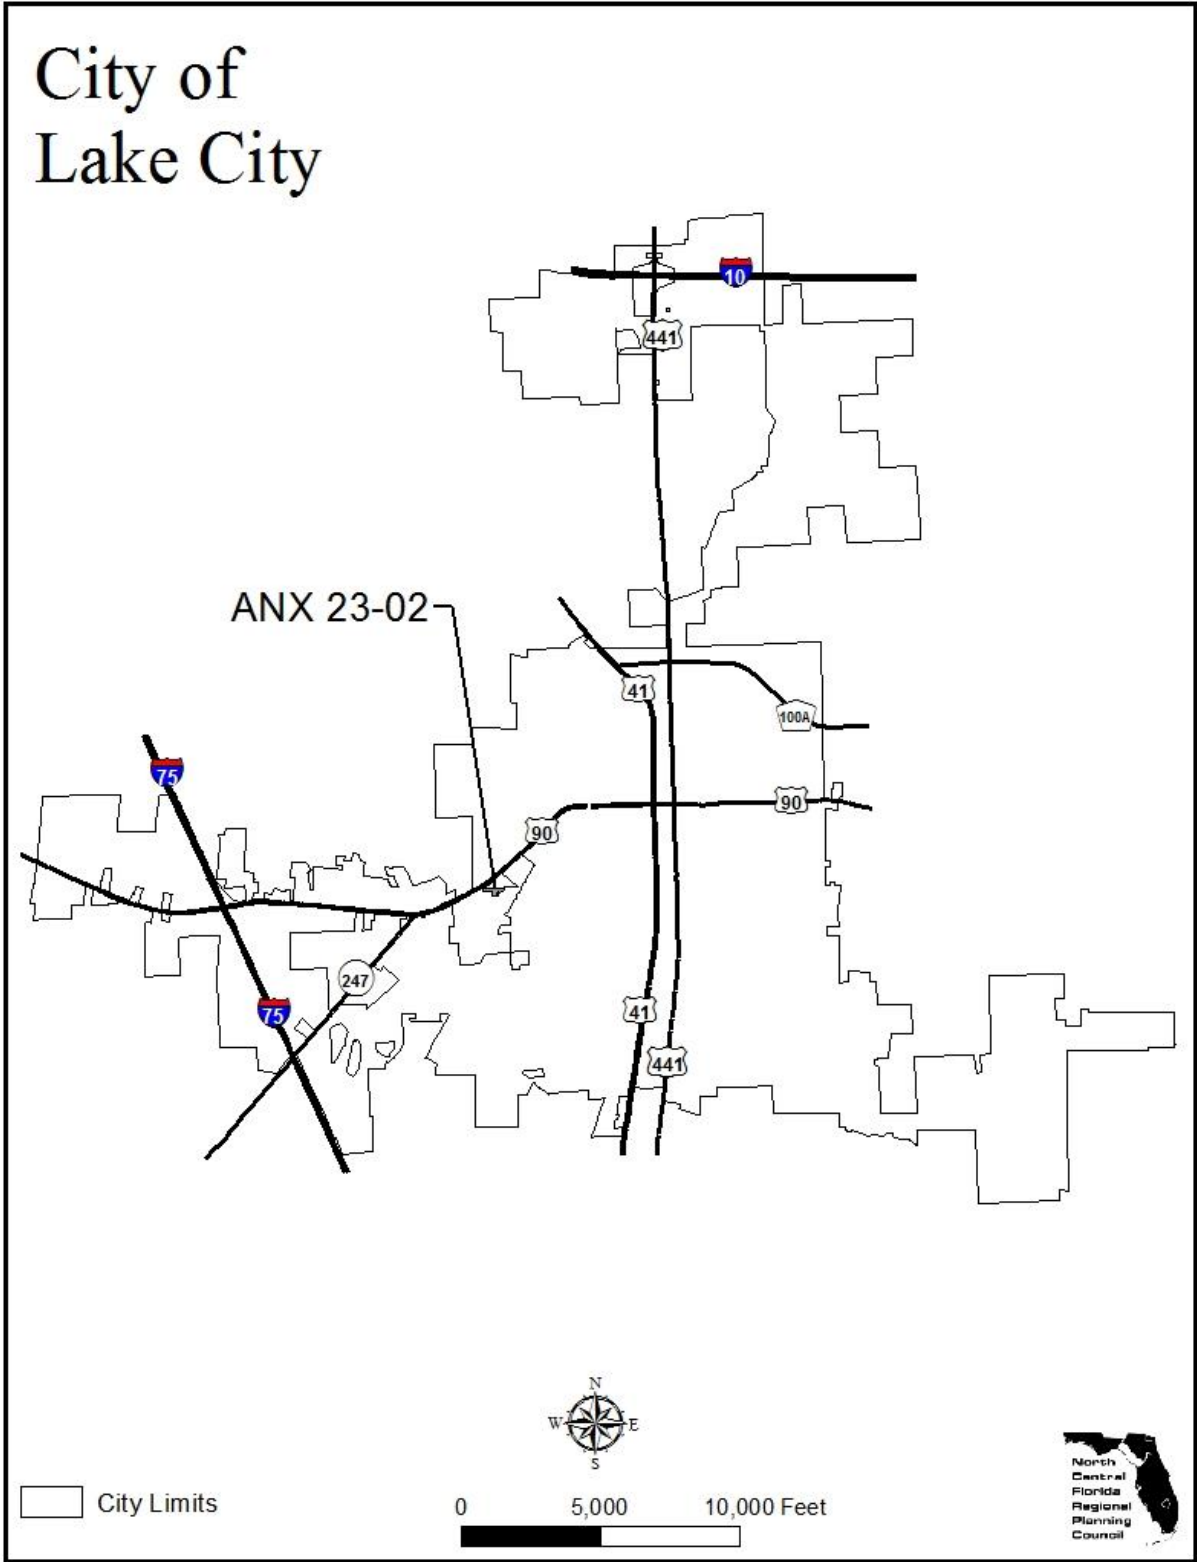 City of
Lake City
10
441
ANX 23-02
41
100A
75
90
90
247
75
41
441
N
W E
S
City Limits
0 5,000 10,000 Feet
North
Central
Florida
Regional
Planning
Council